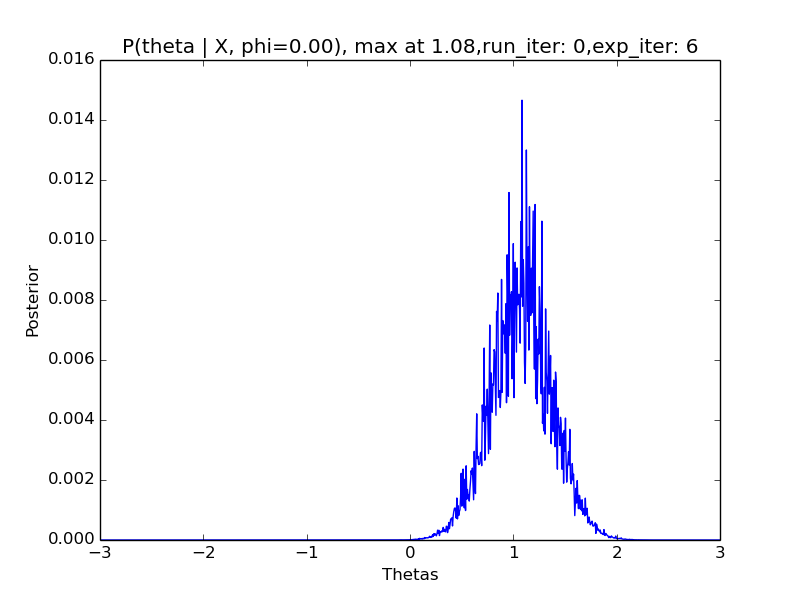 P(theta | X, phi=0.00), max at 1.08,run_iter: 0,exp_iter: 6
0.016
0.014
0.012
0.010
0.008
0.006
0.004
0.002
0.000
Posterior
−3 −2 −1 0 1 2 3
Thetas